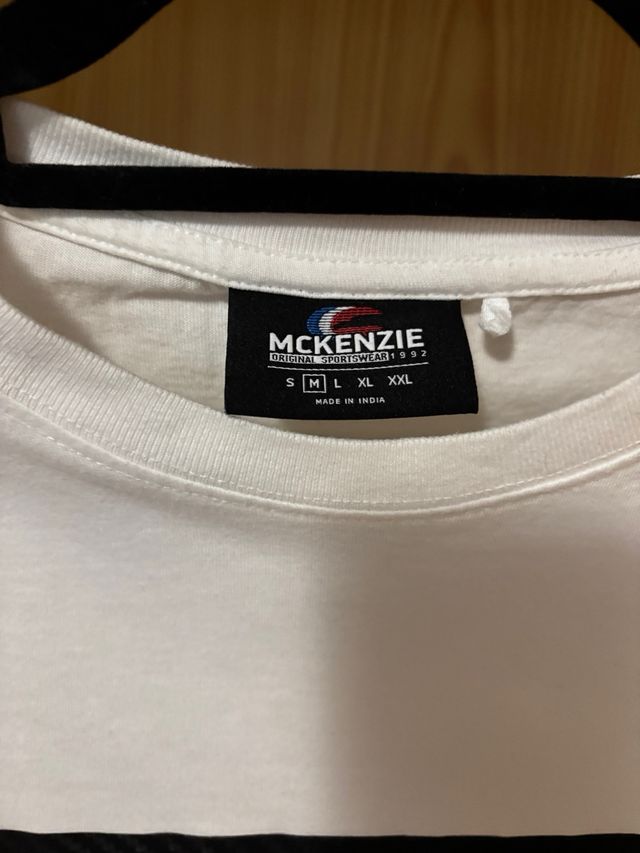 MCKENZIE
ORIGINAL SPORTSWEAR 1992
S M L XL XXL
MADE IN INDIA